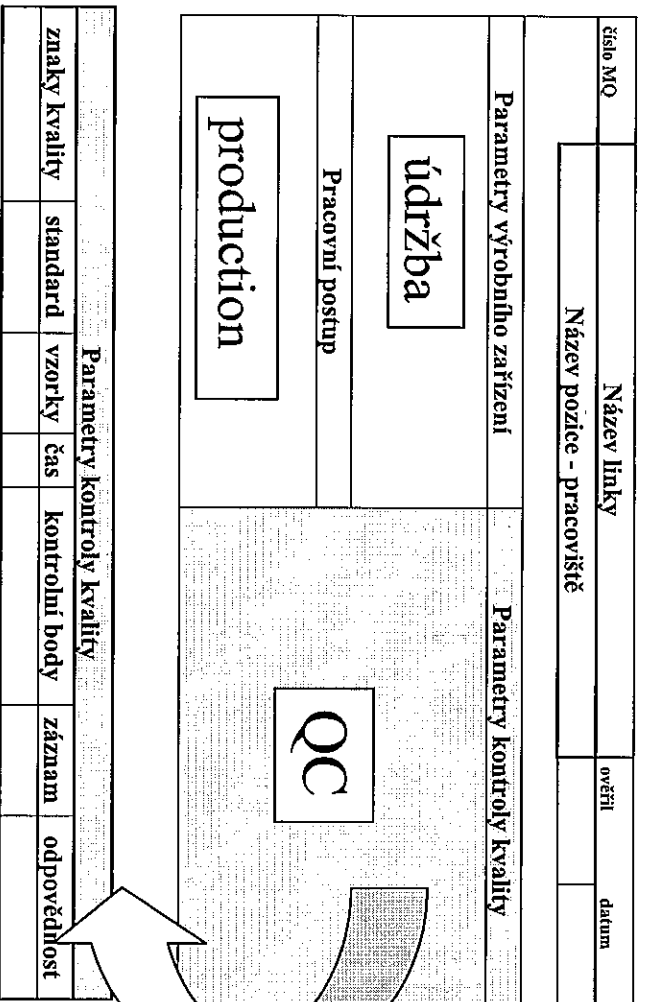 číslo MQ
Název linky
ověřil
datum
Název pozice - pracoviště
Parametry výrobního zařízení
Parametry kontroly kvality
údržba
QC
Pracovní postup
production
Parametry kontroly kvality
znaky kvality standard vzorky čas kontrolní body záznam odpovědnost